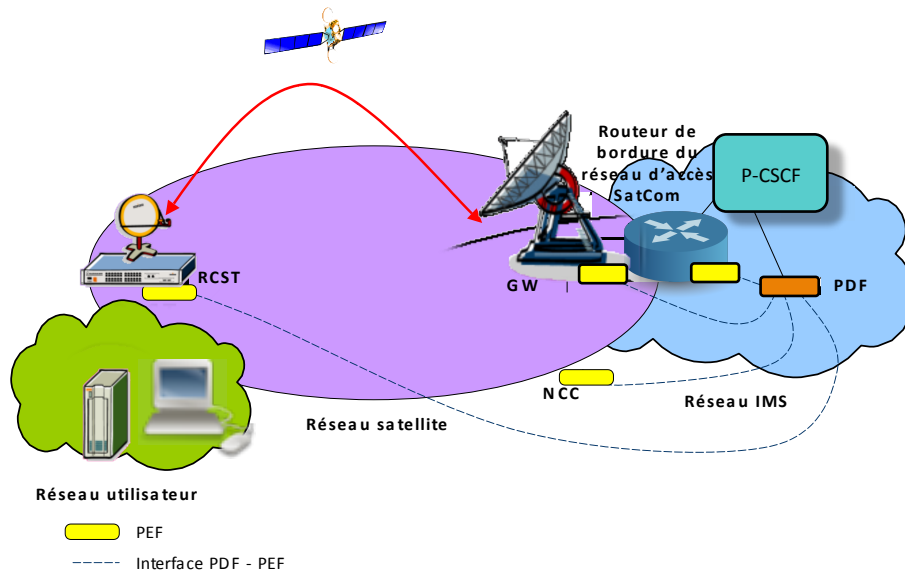 Routeur de
bordure du
réseau d'accès
SatCom
P-CSCF
RCST
GW
PDF
NCC
Réseau IMS
Réseau satellite
Réseau utilisateur
PEF
Interface PDF - PEF